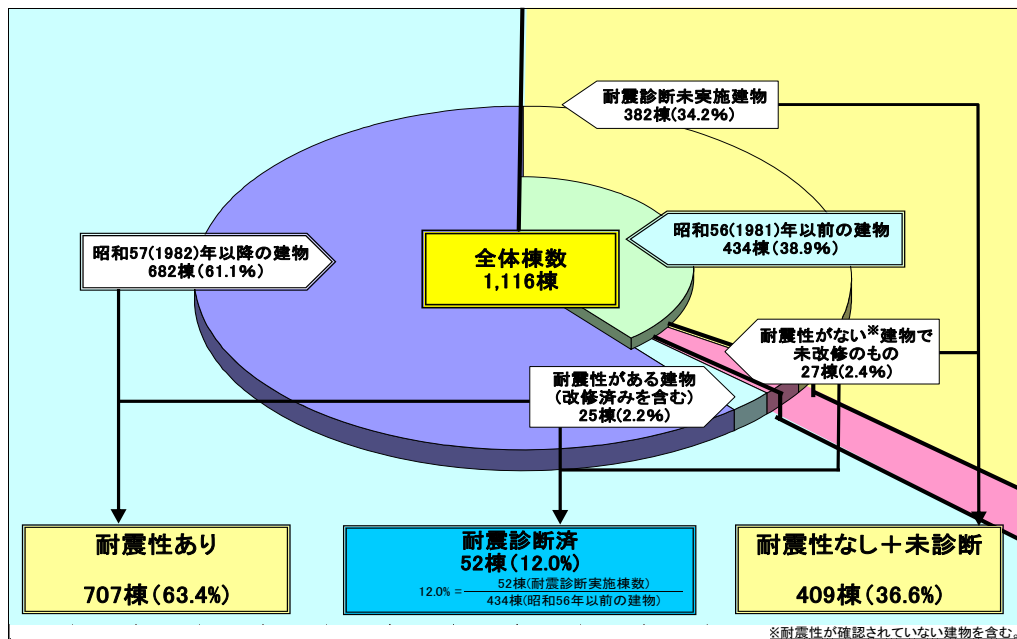 耐震診断未実施建物
382棟(34.2%)
昭和57(1982)年以降の建物
682棟(61.1%)
全体棟数
1,116棟
昭和56(1981)年以前の建物
434棟(38.9%)
耐震性がない※建物で
未改修のもの
27棟(2.4%)
耐震性がある建物
(改修済みを含む)
25棟(2.2%)
耐震性あり
707棟(63.4%)
耐震診断済
52棟(12.0%)
12.0%=52棟(耐震診断実施棟数)
434棟(昭和56年以前の建物)
耐震性なし+未診断
409棟(36.6%)
※耐震性が確認されていない建物を含む。